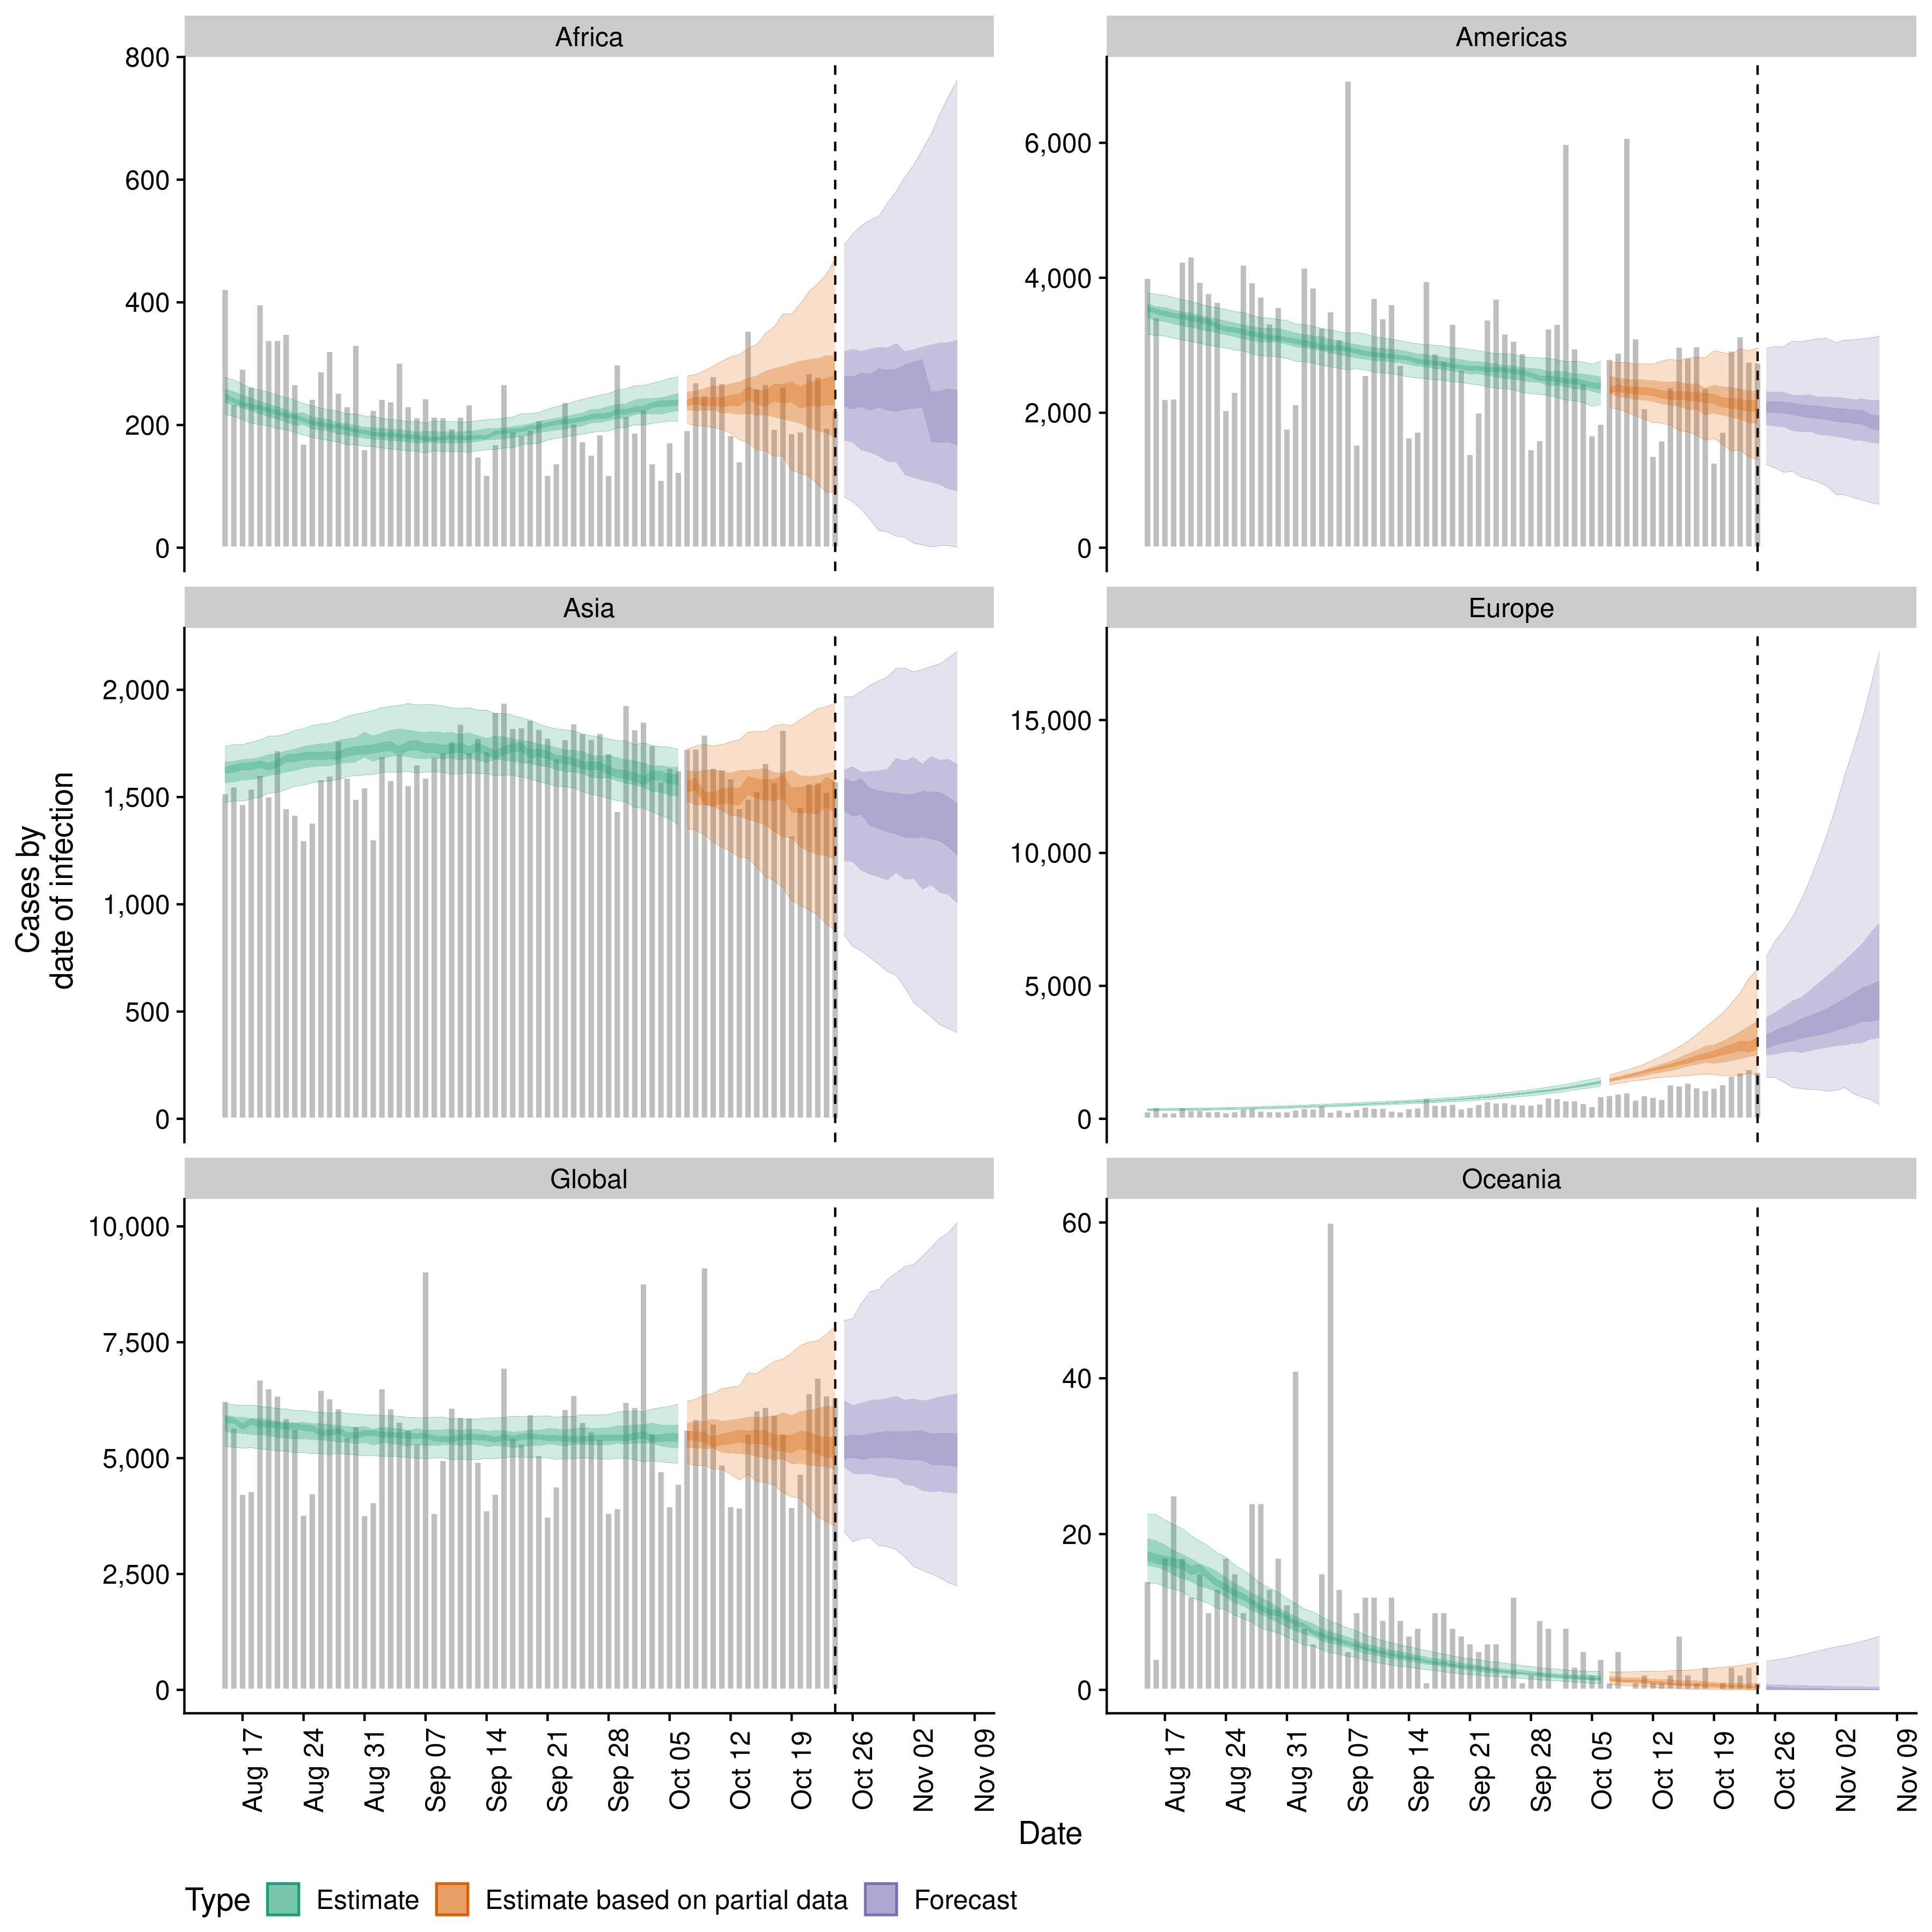 Africa
Americas
800
600
400
200
0
6,000
4,000
2,000
0
Asia
Europe
2,000
1,500
1,000
500
0
15,000
10,000
5,000
0
Cases by
date of infection
Global
Oceania
10,000
7,500
5,000
2,500
0
60
40
20
0
Aug 17 Aug 24 Aug 31 Sep 07 Sep 14 Sep 21 Sep 28 Oct 05 Oct 12 Oct 19 Oct 26 Nov 02 Nov 09
Aug 17 Aug 24 Aug 31 Sep 07 Sep 14 Sep 21 Sep 28 Oct 05 Oct 12 Oct 19 Oct 26 Nov 02 Nov 09
Date
Type Estimate Estimate based on partial data Forecast